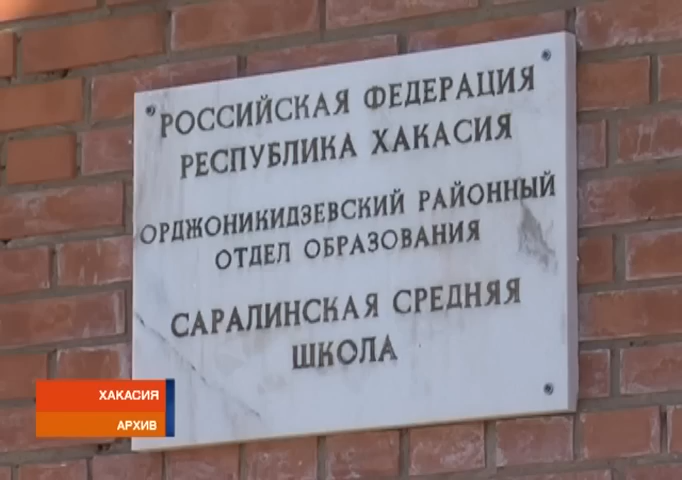 РОССИЙСКАЯ ФЕДЕРАЦИЯ
РЕСПУБЛИКА ХАКАСИЯ
ОРДЖОНИКИДЗЕВСКИЙ РАЙОННЫЙ
ОТДЕЛ ОБРАЗОВАНИЯ
САРАЛИНСКАЯ СРЕДНЯЯ
ШКОЛА
ХАКАСИЯ
АРХИВ